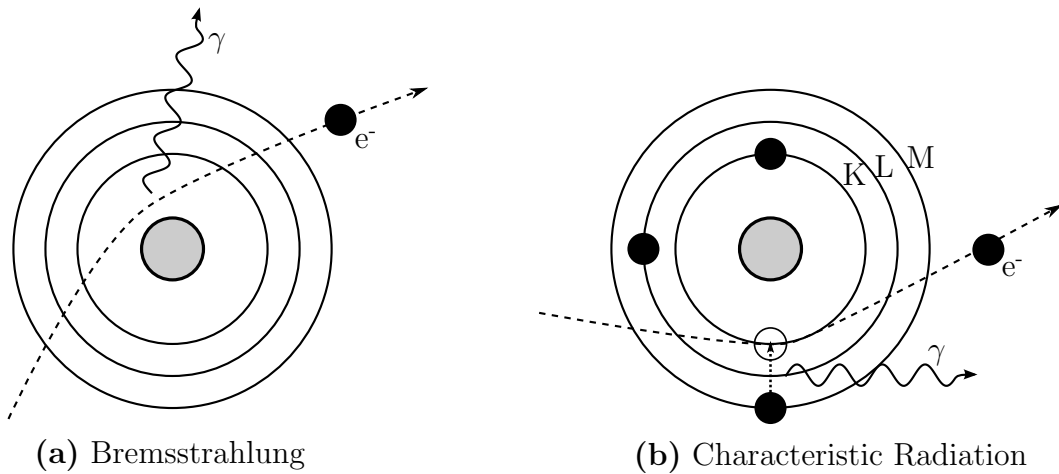 γ
e-
(a) Bremsstrahlung
K L M
e-
γ
(b) Characteristic Radiation